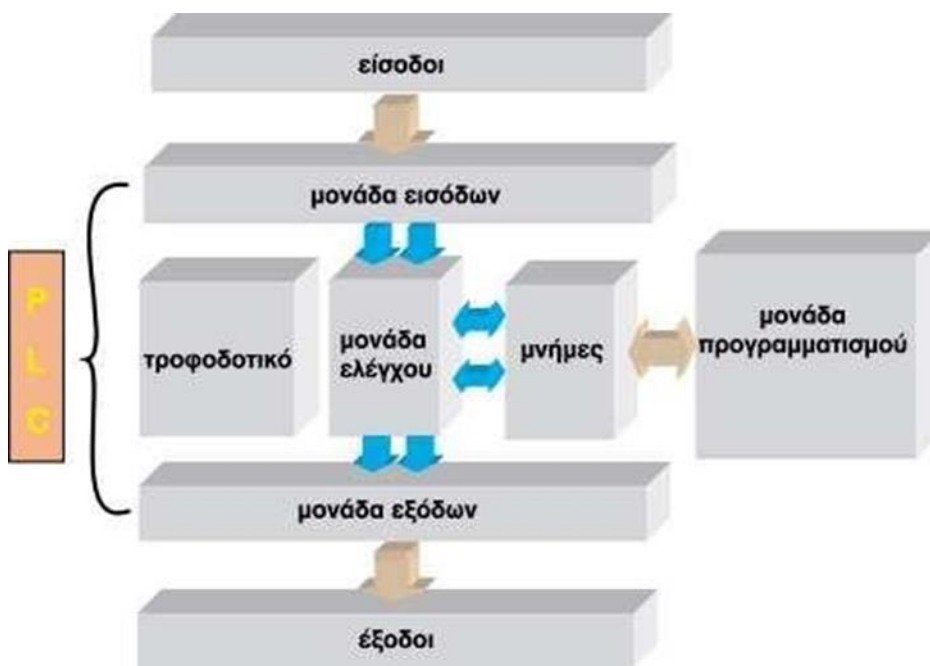 είσοδοι
μονάδα εισόδων
P
L
C
τροφοδοτικό
μονάδα
ελέγχου
μνήμες
μονάδα
προγραμματισμού
μονάδα εξόδων
έξοδοι